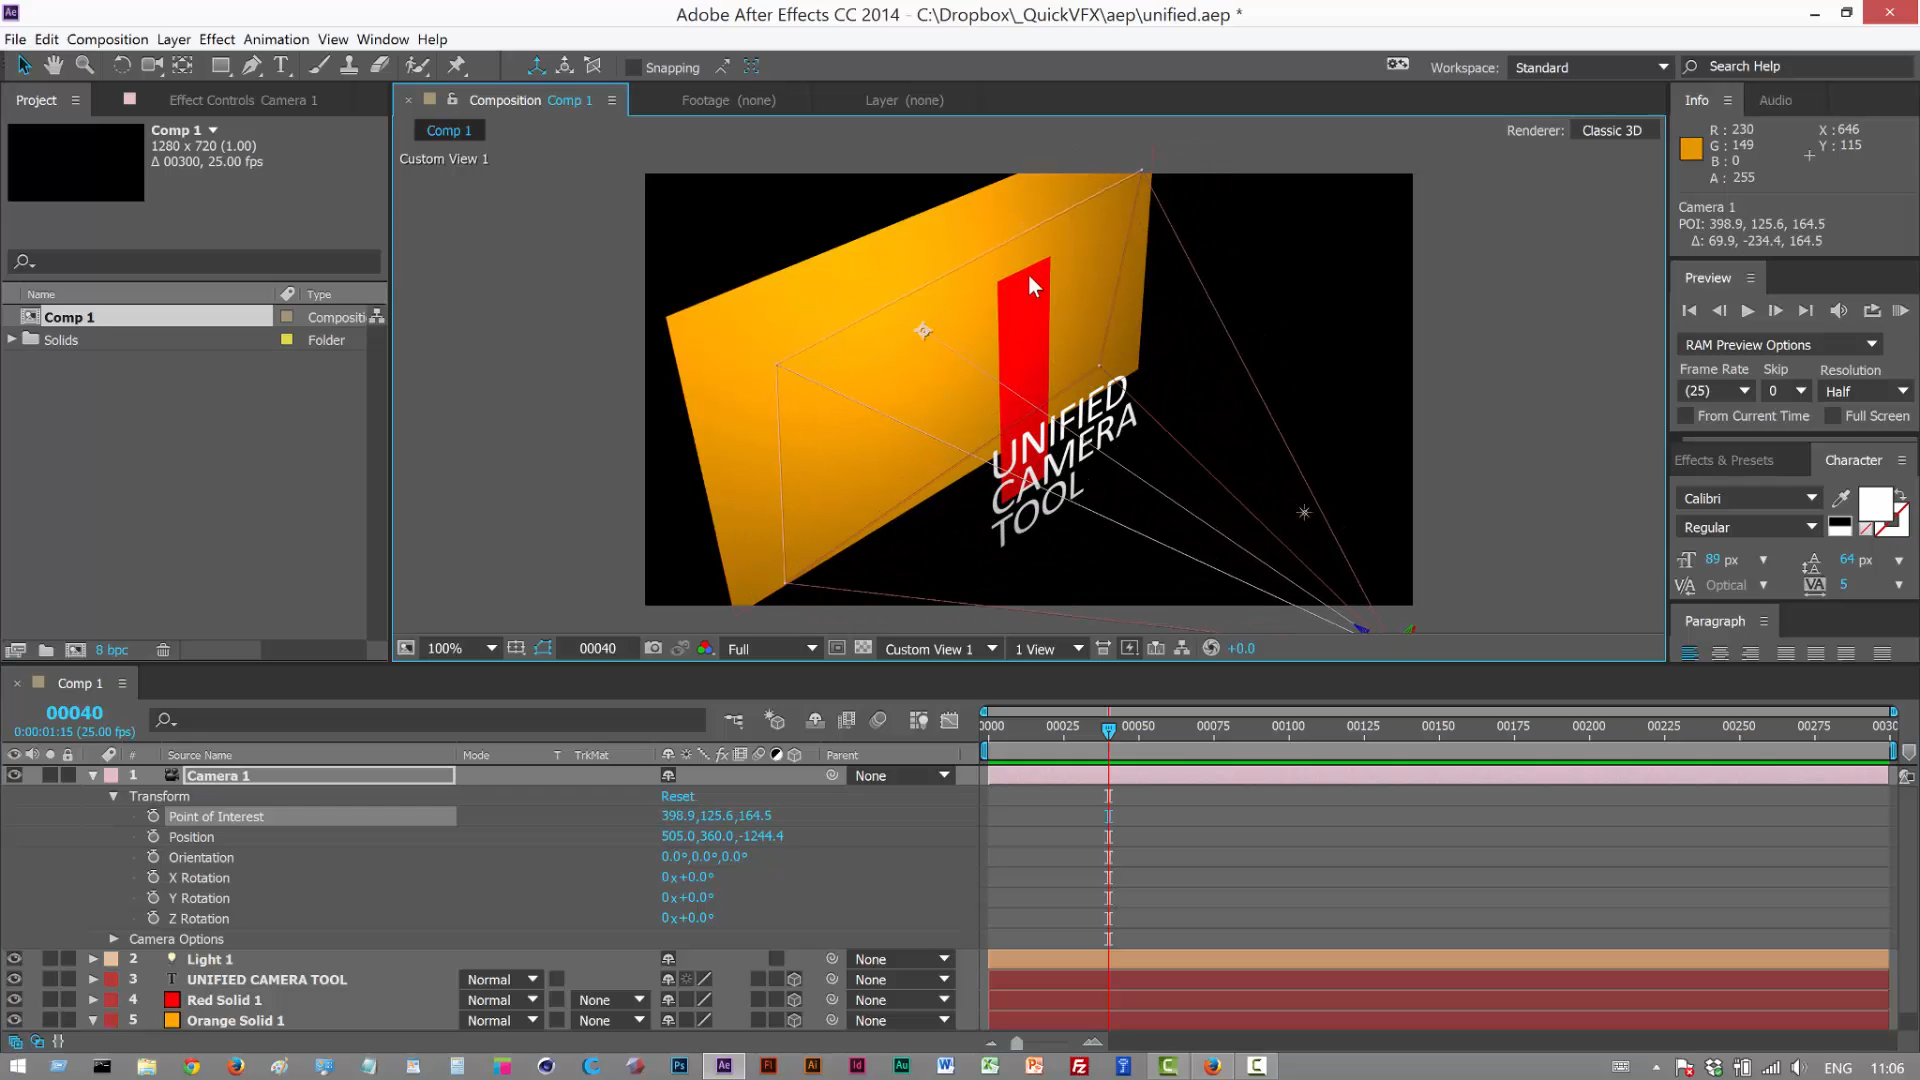 Adobe After Effects CC 2014 - C:\Dropbox\_QuickVFX\aep\unified.aep *
File Edit Composition Layer Effect Animation View Window Help
Snapping
Workspace: Standard
Search Help
Project
Effect Controls Camera 1
Composition Comp 1
Footage (none)
Layer (none)
Info
Audio
Comp 1
1280 x 720 (1.00)
Δ 00300, 25.00 fps
Comp 1
Renderer: Classic 3D
Custom View 1
R : 230
G : 149
B : 0
A : 255
X : 646
Y : 115
Camera 1
POI: 398.9, 125.6, 164.5
Δ: 69.9, -234.4, 164.5
Preview
Name Type
Comp 1 Compositi
Solids Folder
RAM Preview Options
Frame Rate Skip Resolution
(25) 0 Half
From Current Time Full Screen
Effects & Presets Character
Calibri
Regular
89 px 64 px
Optical 5
Paragraph
UNIFIED
CAMERA
TOOL
8 bpc
100% 00040 Full Custom View 1 1 View +0.0
Comp 1
00040
0:00:01:15 (25.00 fps)
0000 00025 00050 00075 00100 00125 00150 00175 00200 00225 00250 00275 0030
# Source Name Mode T TrkMat Parent
1 Camera 1 None
Transform Reset
Point of Interest 398.9,125.6,164.5
Position 505.0,360.0,-1244.4
Orientation 0.0°,0.0°,0.0°
X Rotation 0x+0.0°
Y Rotation 0x+0.0°
Z Rotation 0x+0.0°
Camera Options
2 Light 1 None
3 T UNIFIED CAMERA TOOL Normal None
4 Red Solid 1 Normal None None
5 Orange Solid 1 Normal None None
Ps Ae Fl Ai Id Au
ENG 11:06